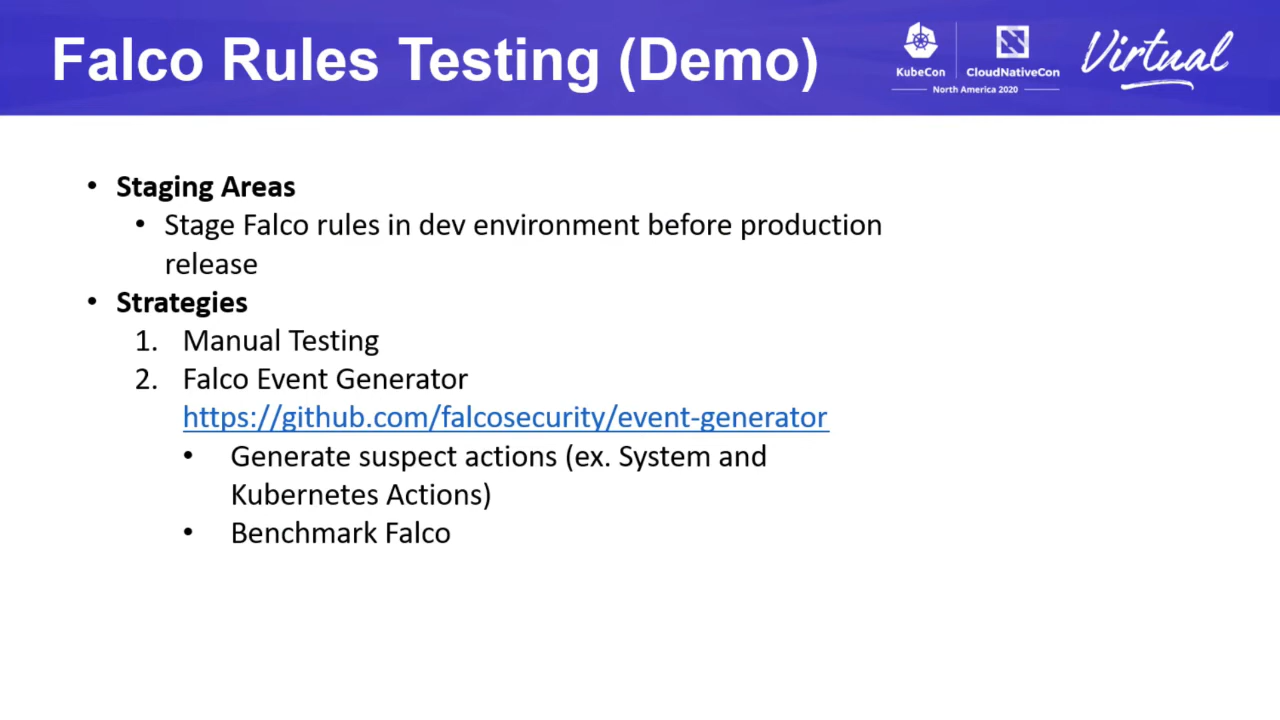 Falco Rules Testing (Demo)
KubeCon
CloudNativeCon
North America 2020
Virtual
• Staging Areas
• Stage Falco rules in dev environment before production
release
• Strategies
1. Manual Testing
2. Falco Event Generator
https://github.com/falcosecurity/event-generator
• Generate suspect actions (ex. System and
Kubernetes Actions)
• Benchmark Falco